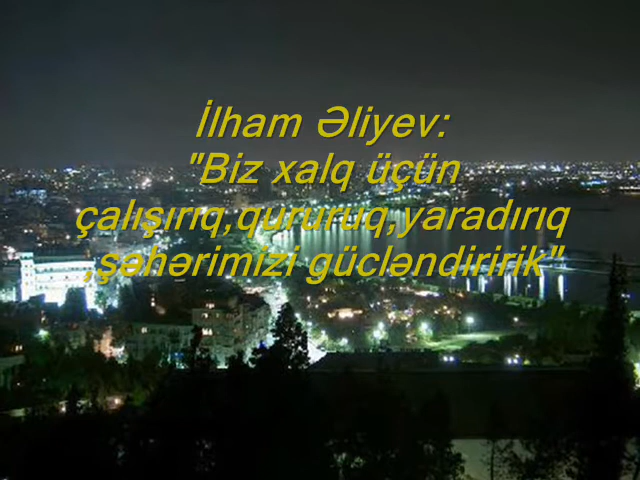 İlham Əliyev:
"Biz xalq üçün
çalışırıq,qururuq,yaradırıq
,şəhərimizi gücləndiririk"